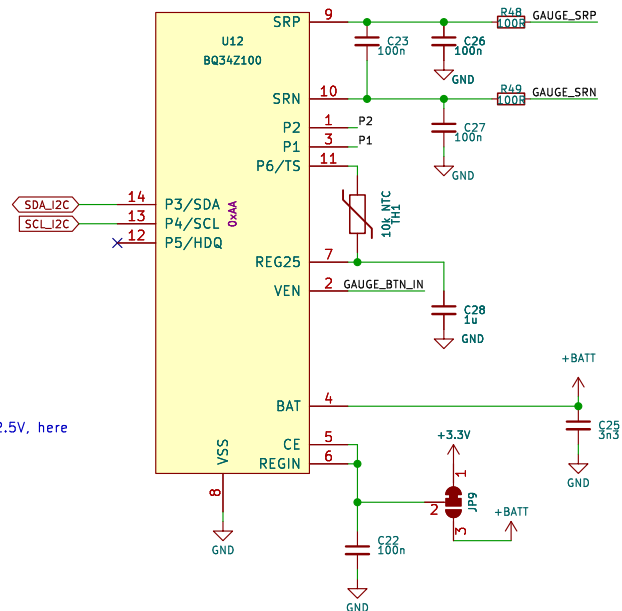 SRP
9
U12
BQ34Z100
C23
100n
C26
100n
GND
R48
100R
GAUGE_SRP
SRN
10
R49
100R
GAUGE_SRN
C27
100n
GND
P2
1
P2
P1
3
P1
P6/TS
11
10k NTC
TH1
SDA_I2C
14
P3/SDA
SCL_I2C
13
P4/SCL
12
P5/HDQ
0xAA
REG25
7
VEN
2
GAUGE_BTN_IN
C28
1u
GND
+BATT
BAT
4
C25
3n3
GND
2.5V, here
CE
5
REGIN
6
VSS
8
GND
+3.3V
1
2
JP9
3
+BATT
C22
100n
GND